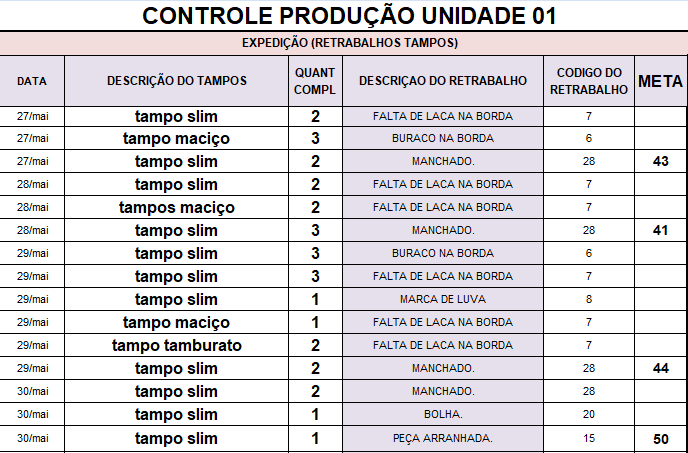 CONTROLE PRODUÇÃO UNIDADE 01
EXPEDIÇÃO (RETRABALHOS TAMPOS)
DATA DESCRIÇÃO DO TAMPOS QUANT COMPL DESCRIÇAO DO RETRABALHO CODIGO DO RETRABALHO META
27/mai tampo slim 2 FALTA DE LACA NA BORDA 7
27/mai tampo maciço 3 BURACO NA BORDA 6
27/mai tampo slim 2 MANCHADO. 28 43
28/mai tampo slim 2 FALTA DE LACA NA BORDA 7
28/mai tampos maciço 2 FALTA DE LACA NA BORDA 7
28/mai tampo slim 3 MANCHADO. 28 41
29/mai tampo slim 3 BURACO NA BORDA 6
29/mai tampo slim 3 FALTA DE LACA NA BORDA 7
29/mai tampo slim 1 MARCA DE LUVA 8
29/mai tampo maciço 1 FALTA DE LACA NA BORDA 7
29/mai tampo tamburato 2 FALTA DE LACA NA BORDA 7
29/mai tampo slim 2 MANCHADO. 28 44
30/mai tampo slim 2 MANCHADO. 28
30/mai tampo slim 1 BOLHA. 20
30/mai tampo slim 1 PEÇA ARRANHADA. 15 50